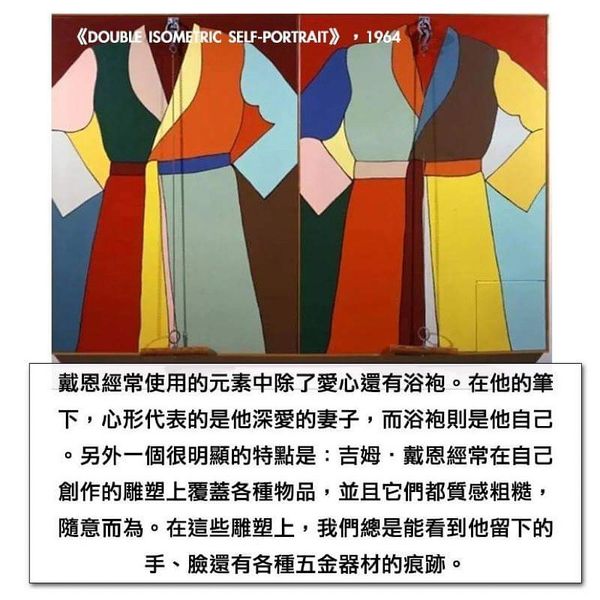 《DOUBLE ISOMETRIC SELF-PORTRAIT》，1964
戴恩經常使用的元素中除了愛心還有浴袍。在他的筆
下，心形代表的是他深愛的妻子，而浴袍則是他自己
。另外一個很明顯的特點是：吉姆．戴恩經常在自己
創作的雕塑上覆蓋各種物品，並且它們都質感粗糙，
隨意而為。在這些雕塑上，我們總是能看到他留下的
手、臉還有各種五金器材的痕跡。